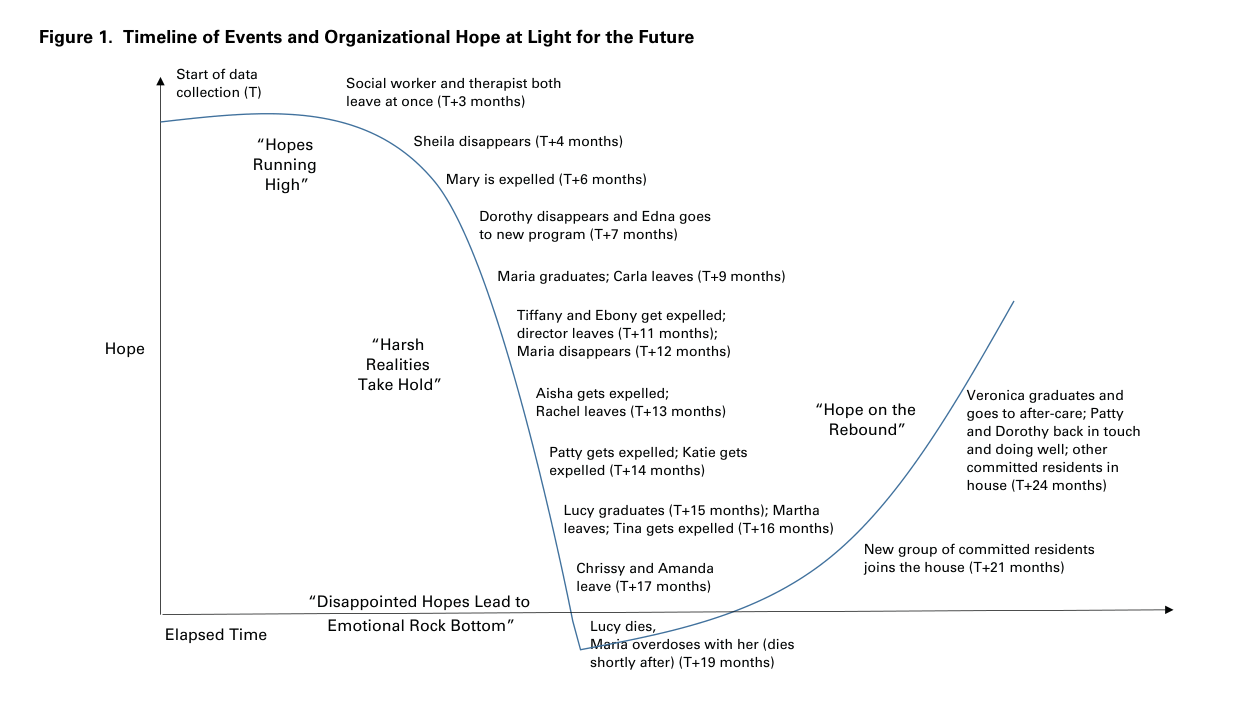 Figure 1. Timeline of Events and Organizational Hope at Light for the Future
Start of data
collection (T)
Social worker and therapist both
leave at once (T+3 months)
"Hopes
Running
High"
Sheila disappears (T+4 months)
Mary is expelled (T+6 months)
Dorothy disappears and Edna goes
to new program (T+7 months)
Maria graduates; Carla leaves (T+9 months)
Tiffany and Ebony get expelled;
director leaves (T+11 months);
Maria disappears (T+12 months)
Hope
"Harsh
Realities
Take Hold"
Aisha gets expelled;
Rachel leaves (T+13 months)
"Hope on the
Rebound"
Veronica graduates and
goes to after-care; Patty
and Dorothy back in touch
and doing well; other
committed residents in
house (T+24 months)
Patty gets expelled; Katie gets
expelled (T+14 months)
Lucy graduates (T+15 months); Martha
leaves; Tina gets expelled (T+16 months)
New group of committed residents
joins the house (T+21 months)
Chrissy and Amanda
leave (T+17 months)
"Disappointed Hopes Lead to
Emotional Rock Bottom"
Elapsed Time
Lucy dies,
Maria overdoses with her (dies
shortly after) (T+19 months)